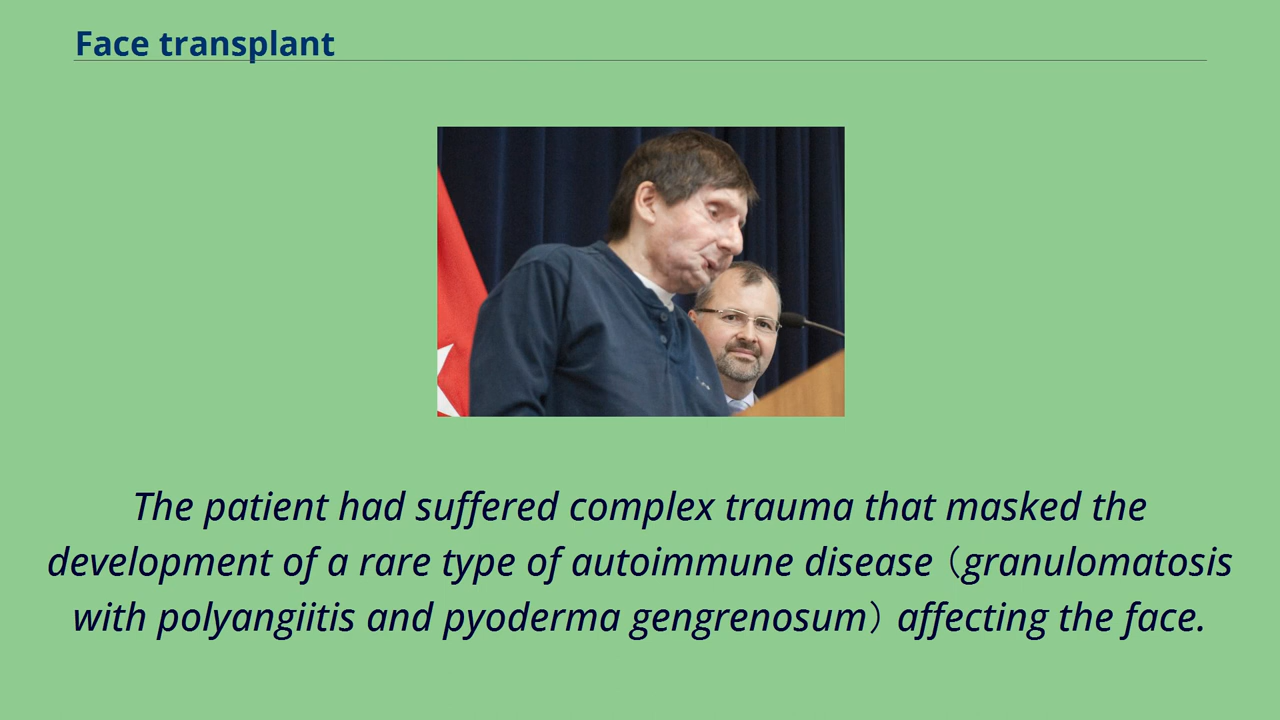 Face transplant
The patient had suffered complex trauma that masked the
development of a rare type of autoimmune disease（granulomatosis
with polyangiitis and pyoderma gengrenosum）affecting the face.